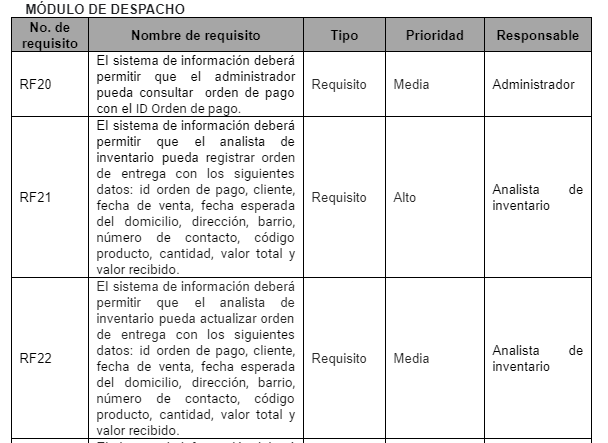 MÓDULO DE DESPACHO
No. de requisito Nombre de requisito Tipo Prioridad Responsable
El sistema de información deberá
permitir que el administrador
pueda consultar orden de pago
con el ID Orden de pago.
RF20 Requisito Media Administrador
El sistema de información deberá
permitir que el analista de
inventario pueda registrar orden
de entrega con los siguientes
datos: id orden de pago, cliente,
fecha de venta, fecha esperada
del domicilio, dirección, barrio,
número de contacto, código
producto, cantidad, valor total y
valor recibido.
RF21 Requisito Alto Analista de
inventario
El sistema de información deberá
permitir que el analista de
inventario pueda actualizar orden
de entrega con los siguientes
datos: id orden de pago, cliente,
fecha de venta, fecha esperada
del domicilio, dirección, barrio,
número de contacto, código
producto, cantidad, valor total y
valor recibido.
RF22 Requisito Media Analista de
inventario